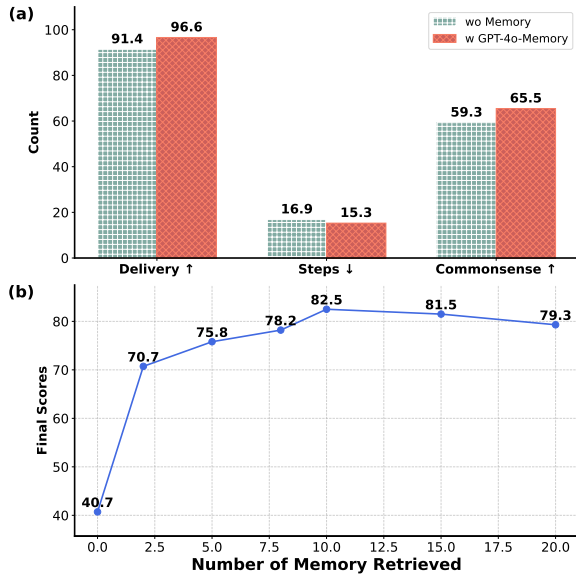 (a)
wo Memory
w GPT-4o-Memory
Count
100
80
60
40
20
0
91.4
96.6
16.9
15.3
59.3
65.5
Delivery ↑
Steps ↓
Commonsense ↑
(b)
Final Scores
80
70
60
50
40
40.7
70.7
75.8
78.2
82.5
81.5
79.3
0.0 2.5 5.0 7.5 10.0 12.5 15.0 17.5 20.0
Number of Memory Retrieved